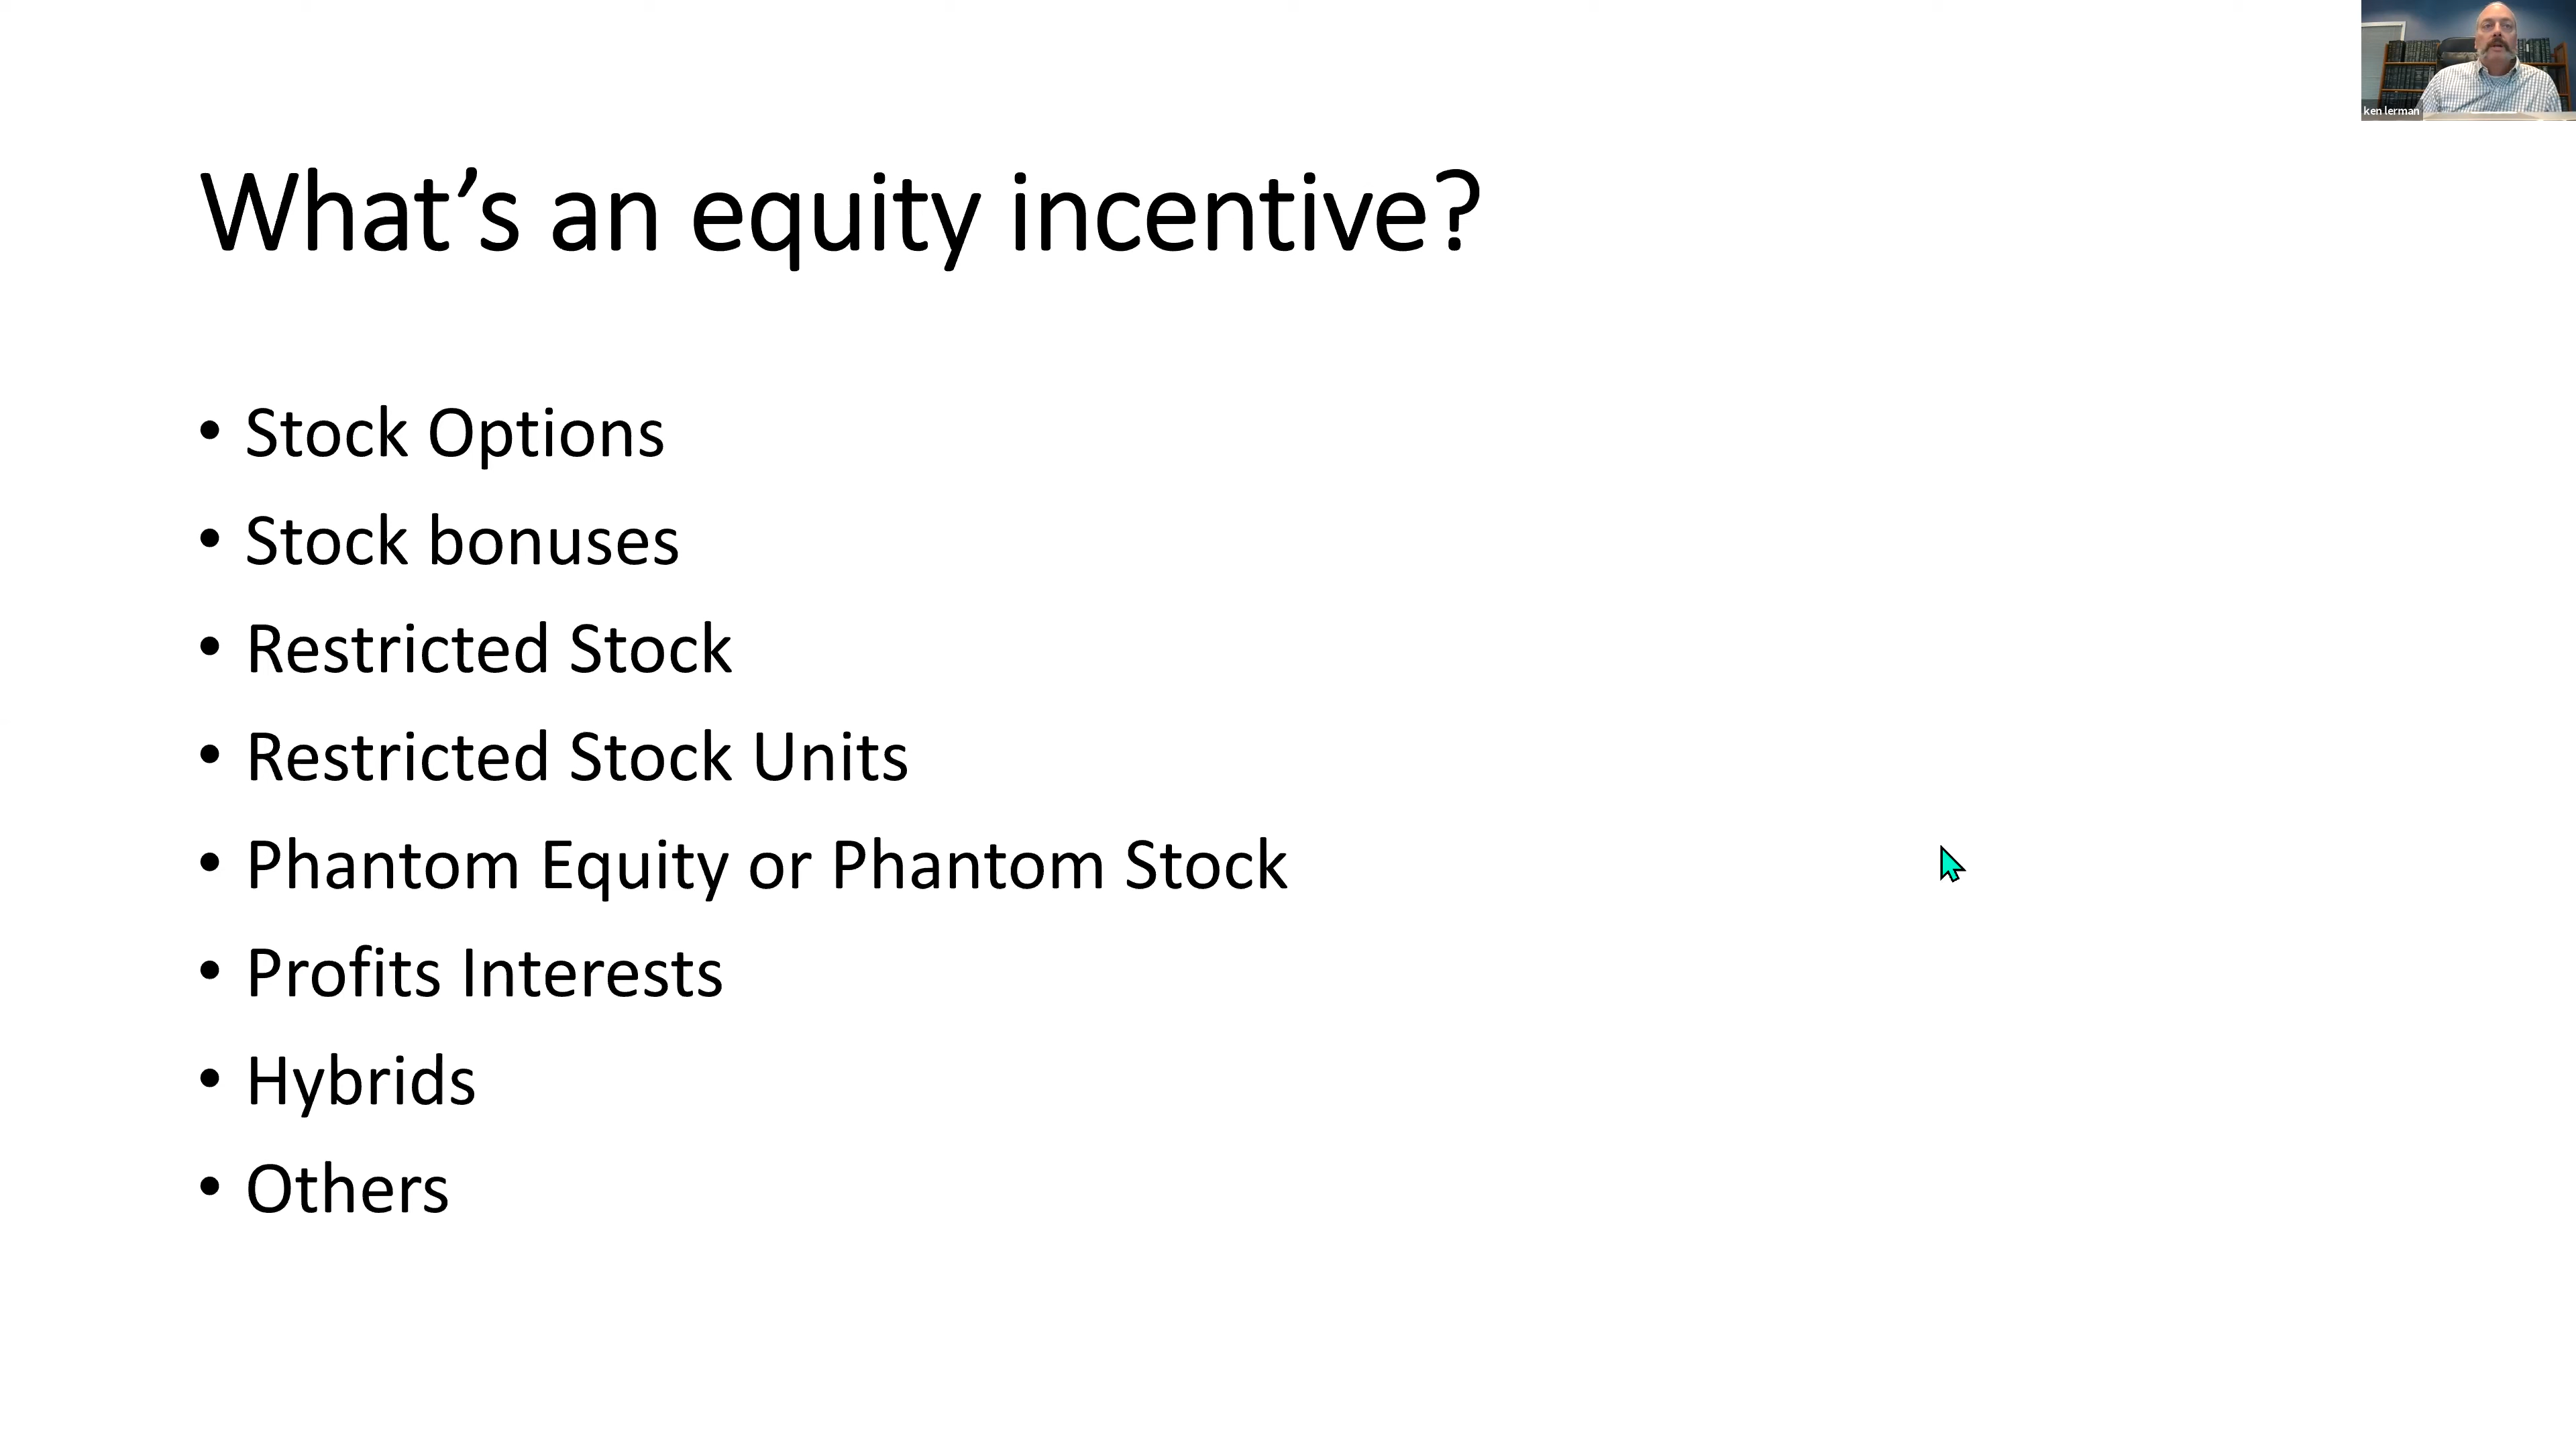 ken lerman
What’s an equity incentive?
• Stock Options
• Stock bonuses
• Restricted Stock
• Restricted Stock Units
• Phantom Equity or Phantom Stock
• Profits Interests
• Hybrids
• Others